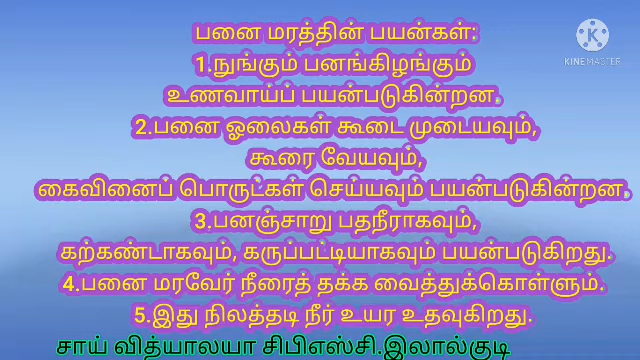 பனை மரத்தின் பயன்கள்:
1.நுங்கும் பனங்கிழங்கும்
உணவாய்ப் பயன்படுகின்றன.
2.பனை ஓலைகள் கூடை முடையவும்,
கூரை வேயவும்,
கைவினைப் பொருட்கள் செய்யவும் பயன்படுகின்றன.
3.பனஞ்சாறு பதநீராகவும்,
கற்கண்டாகவும், கருப்பட்டியாகவும் பயன்படுகிறது.
4.பனை மரவேர் நீரைத் தக்க வைத்துக்கொள்ளும்.
5.இது நிலத்தடி நீர் உயர உதவுகிறது.
சாய் வித்யாலயா சிபிஎஸ்சி.இலால்குடி
K
KINEMASTER